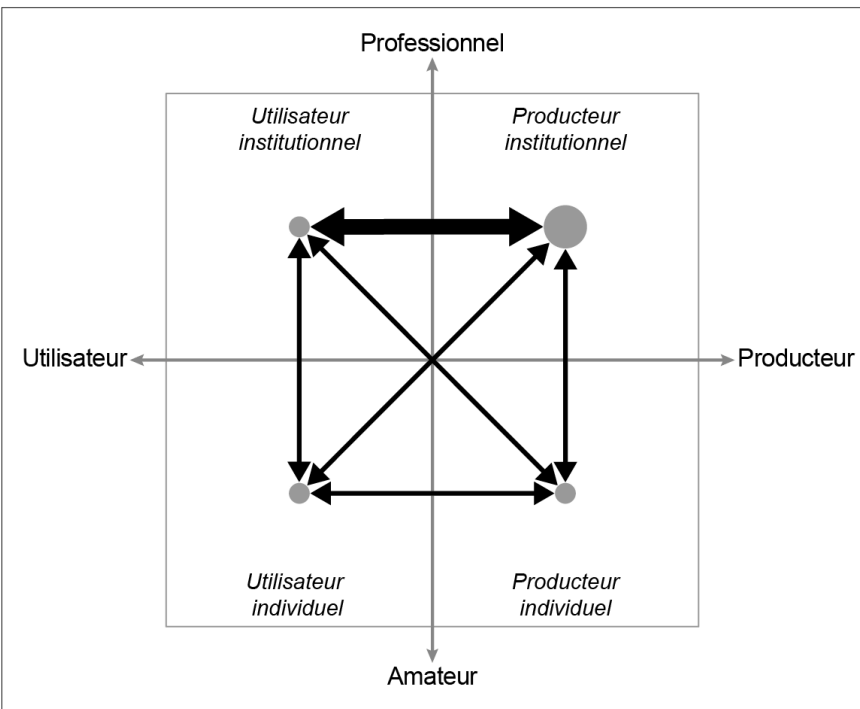 Professionnel
Utilisateur
institutionnel
Producteur
institutionnel
Utilisateur
Producteur
Utilisateur
individuel
Producteur
individuel
Amateur